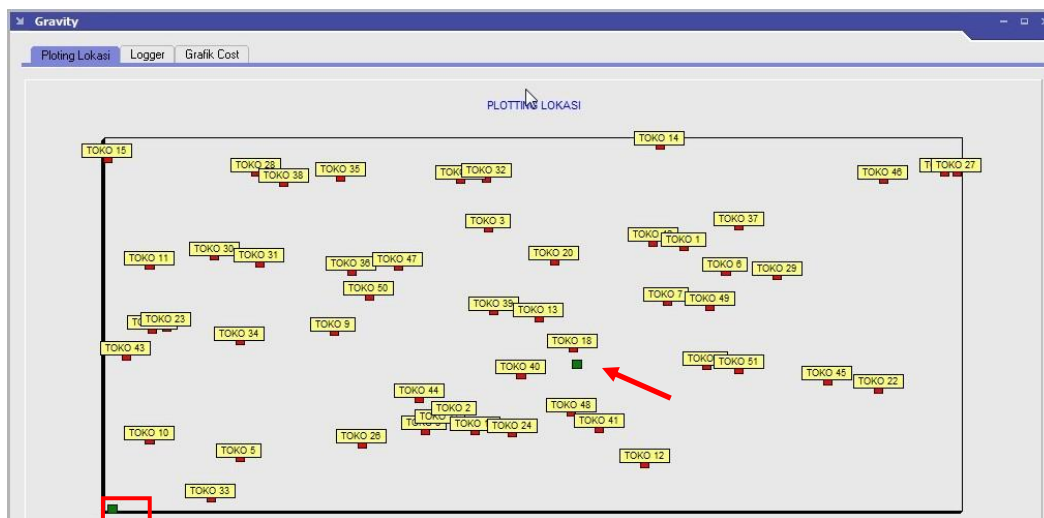 Gravity
Ploting Lokasi Logger Grafik Cost
PLOTTING LOKASI
TOKO 14
TOKO 15
TOKO 28
TOKO 38
TOKO 35
TOKO 32
TOKO 46
TOKO 27
TOKO 3
TOKO 37
TOKO 1
TOKO 11
TOKO 30
TOKO 31
TOKO 36
TOKO 47
TOKO 20
TOKO 6
TOKO 29
TOKO 50
TOKO 39
TOKO 13
TOKO 7
TOKO 49
TOKO 23
TOKO 9
TOKO 34
TOKO 43
TOKO 18
TOKO 40
TOKO
TOKO 51
TOKO 45
TOKO 22
TOKO 44
TOKO 2
TOKO 48
TOKO 41
TOKO 24
TOKO 10
TOKO 26
TOKO 5
TOKO 12
TOKO 33